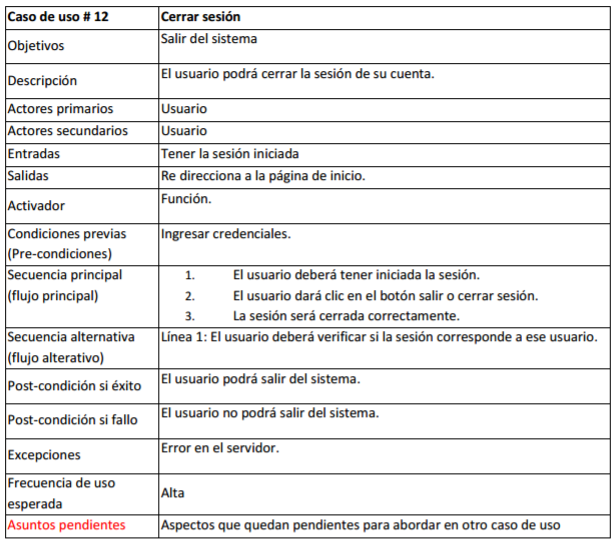 Caso de uso # 12 Cerrar sesión
Objetivos Salir del sistema
Descripción El usuario podrá cerrar la sesión de su cuenta.
Actores primarios Usuario
Actores secundarios Usuario
Entradas Tener la sesión iniciada
Salidas Re direcciona a la página de inicio.
Activador Función.
Condiciones previas Ingresar credenciales.
(Pre-condiciones)
Secuencia principal 1. El usuario deberá tener iniciada la sesión.
(flujo principal) 2. El usuario dará clic en el botón salir o cerrar sesión.
3. La sesión será cerrada correctamente.
Secuencia alternativa Línea 1: El usuario deberá verificar si la sesión corresponde a ese usuario.
(flujo alterativo)
Post-condición si éxito El usuario podrá salir del sistema.
Post-condición si fallo El usuario no podrá salir del sistema.
Excepciones Error en el servidor.
Frecuencia de uso
esperada Alta
Asuntos pendientes Aspectos que quedan pendientes para abordar en otro caso de uso